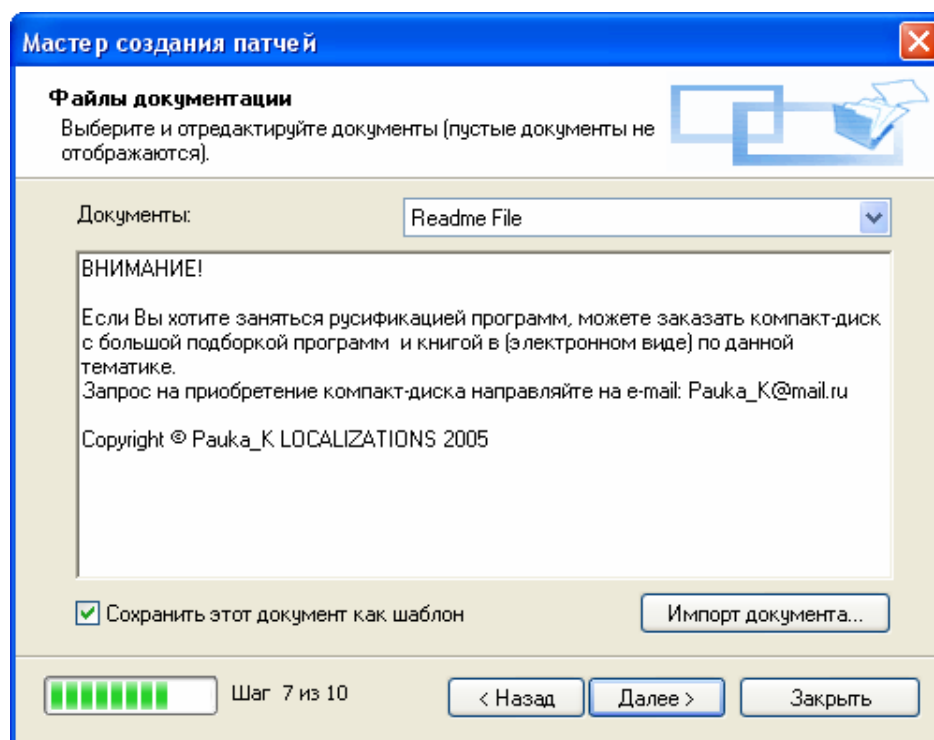 Мастер создания патчей
Файлы документации
Выберите и отредактируйте документы (пустые документы не
отображаются).
Документы:
Readme File
ВНИМАНИЕ!
Если Вы хотите заняться русификацией программ, можете заказать компакт-диск
с большой подборкой программ  и книгой в (электронном виде) по данной
тематике.
Запрос на приобретение компакт-диска направляйте на e-mail: Pauka_K@mail.ru
Copyright © Pauka_K LOCALIZATIONS 2005
Сохранить этот документ как шаблон
Импорт документа...
Шаг  7 из 10
< Назад
Далее >
Закрыть